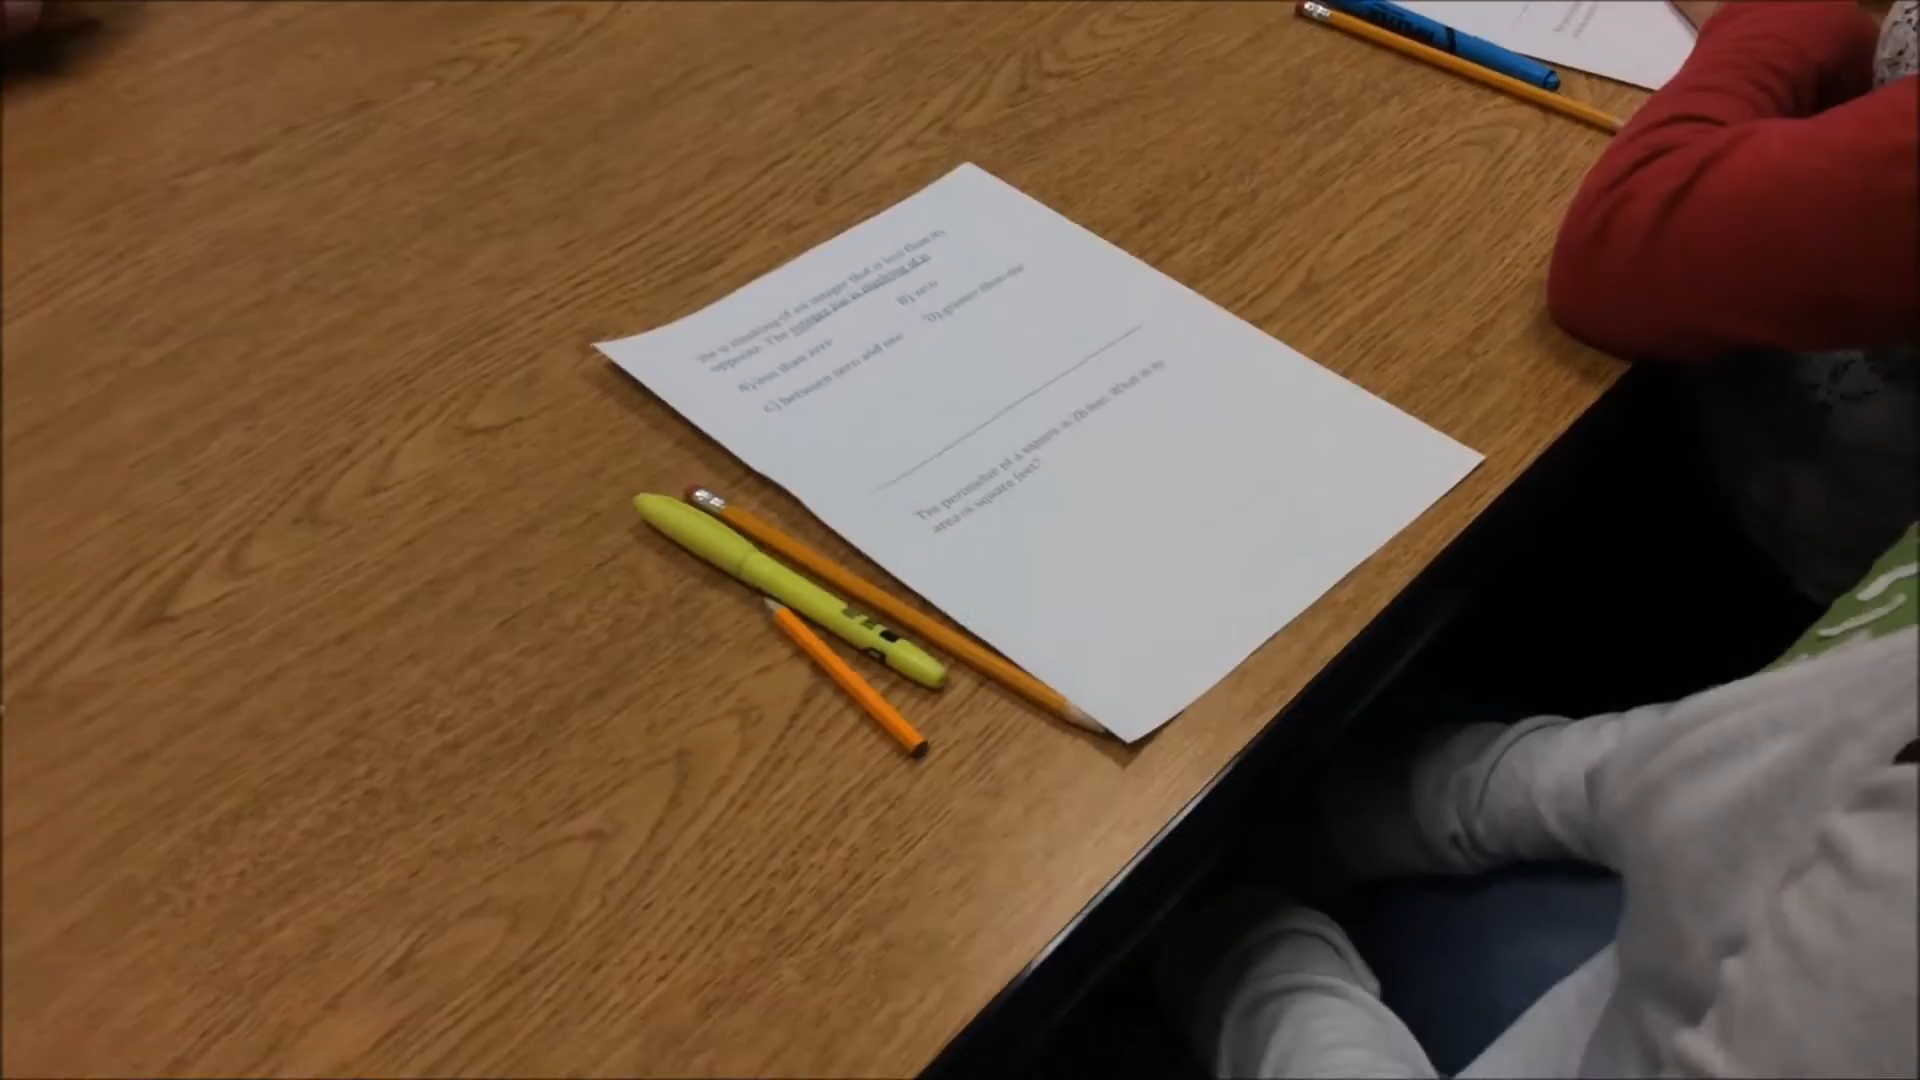 Joe is thinking of an integer that is less than its
opposite. The integer Joe is thinking of is
A) less than zero B) zero
C) between zero and one D) greater than one
The perimeter of a square is 28 feet. What is its
area in square feet?